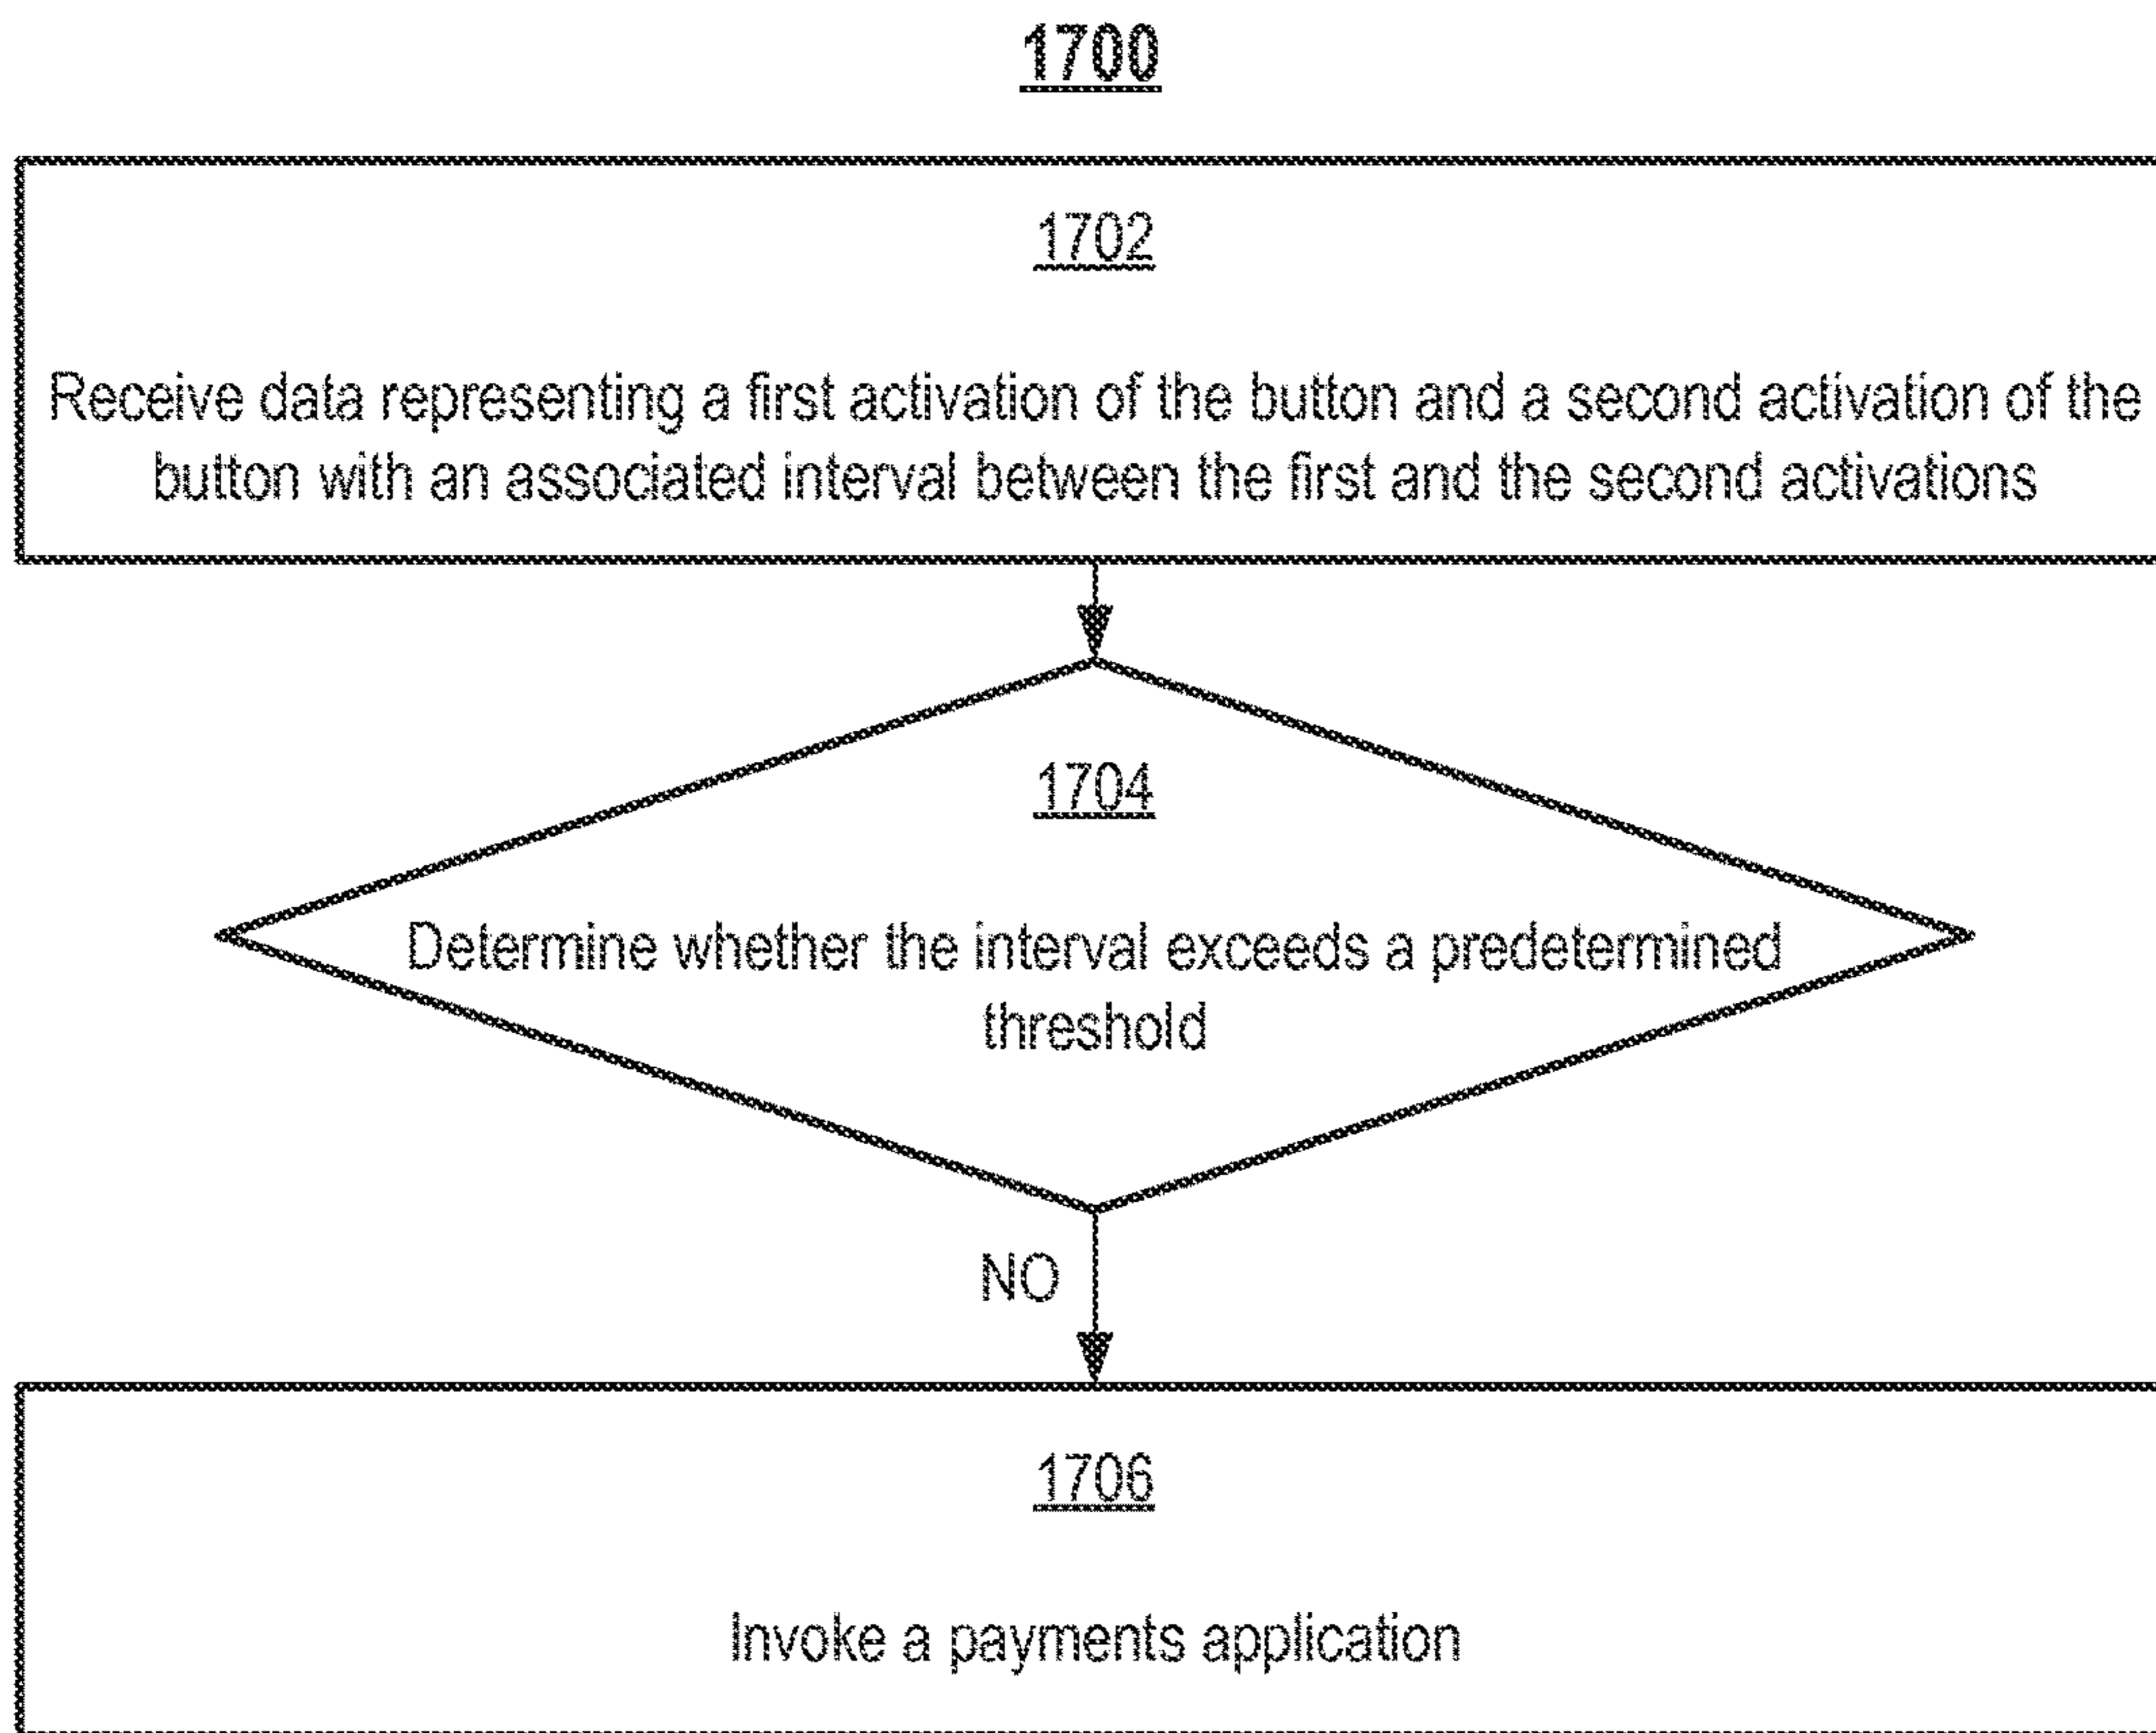 1700
1702
Receive data representing a first activation of the button and a second activation of the
button with an associated interval between the first and the second activations
1704
Determine whether the interval exceeds a predetermined
threshold
NO
1706
Invoke a payments application